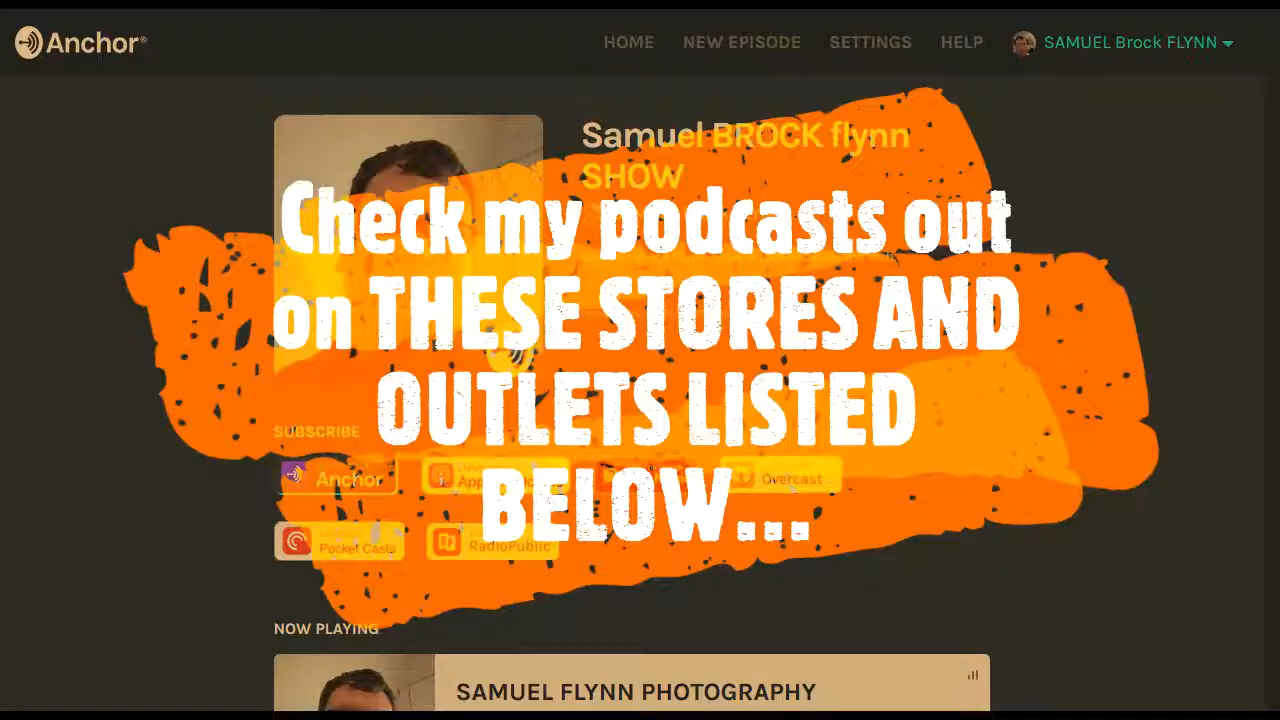 Anchor®
HOME NEW EPISODE SETTINGS HELP SAMUEL Brock FLYNN
Samuel BROCK flynn
SHOW
Check my podcasts out
on THESE STORES AND
OUTLETS LISTED
BELOW...
SUBSCRIBE
Anchor Overcast
Pocket Casts RadioPublic
NOW PLAYING
SAMUEL FLYNN PHOTOGRAPHY